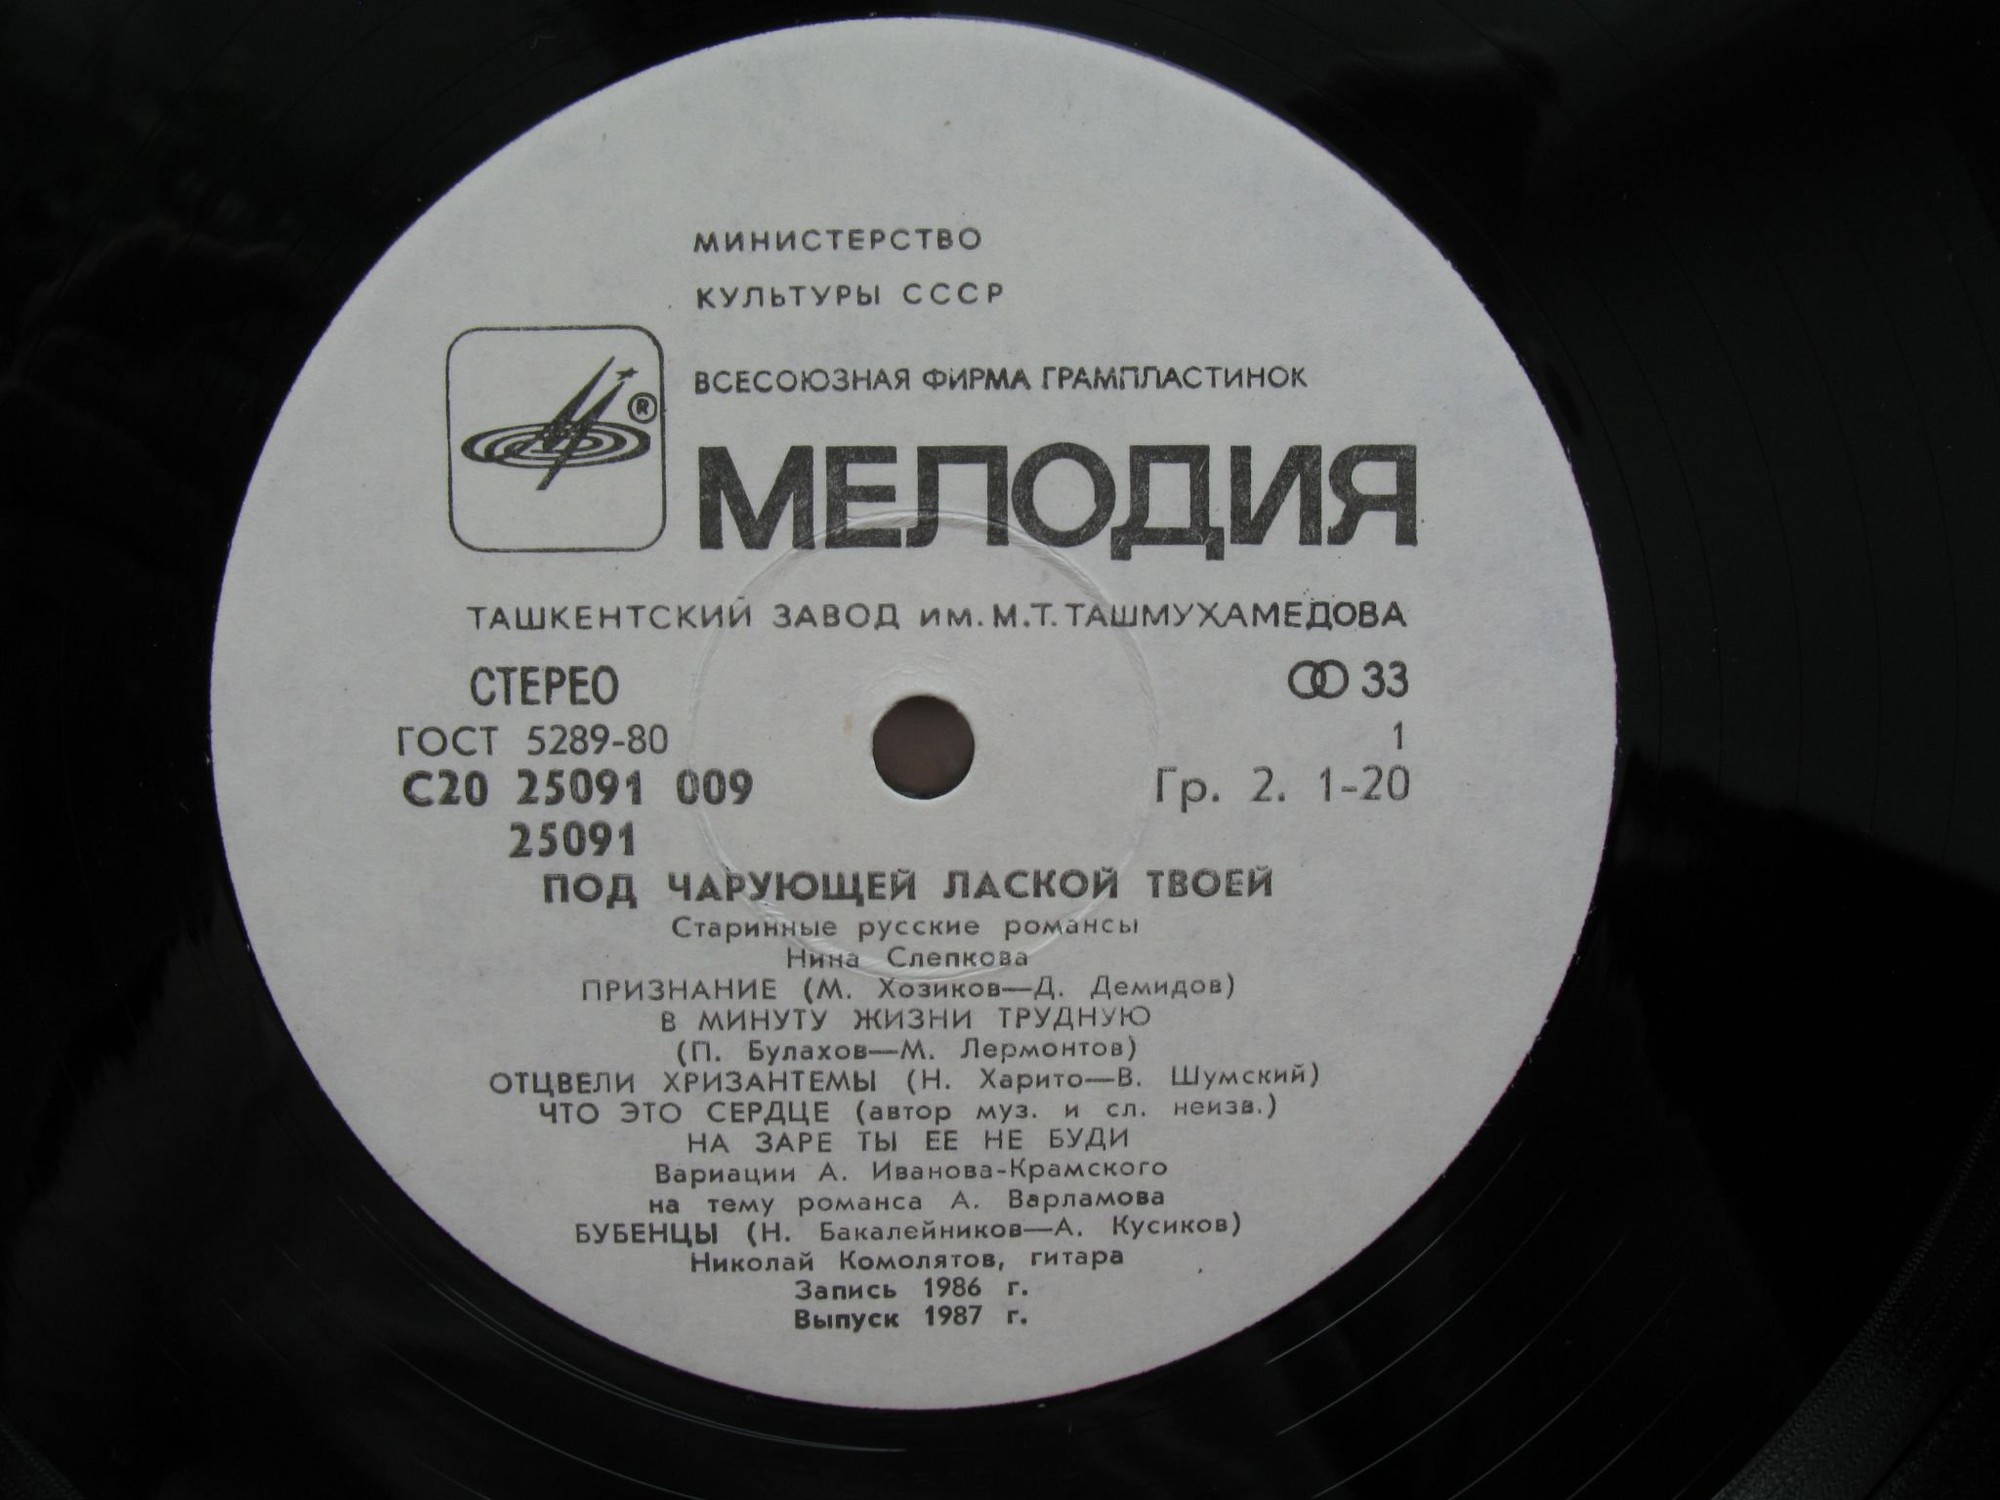 МИНИСТЕРСТВО
КУЛЬТУРЫ СССР
ВСЕСОЮЗНАЯ ФИРМА ГРАМПЛАСТИНОК
®
МЕЛОДИЯ
ТАШКЕНТСКИЙ ЗАВОД им. М.Т. ТАШМУХАМЕДОВА
СТЕРЕО 33
ГОСТ 5289-80 1
С20 25091 009 Гр. 2. 1-20
25091
ПОД ЧАРУЮЩЕЙ ЛАСКОЙ ТВОЕЙ
Старинные русские романсы
Нина Слепкова
ПРИЗНАНИЕ (М. Хозиков—Д. Демидов)
В МИНУТУ ЖИЗНИ ТРУДНУЮ
(П. Булахов—М. Лермонтов)
ОТЦВЕЛИ ХРИЗАНТЕМЫ (Н. Харито—В. Шумский)
ЧТО ЭТО СЕРДЦЕ (автор муз. и сл. неизв.)
НА ЗАРЕ ТЫ ЕЕ НЕ БУДИ
Вариации А. Иванова-Крамского
на тему романса А. Варламова
БУБЕНЦЫ (Н. Бакалейников—А. Кусиков)
Николай Комолятов, гитара
Запись 1986 г.
Выпуск 1987 г.